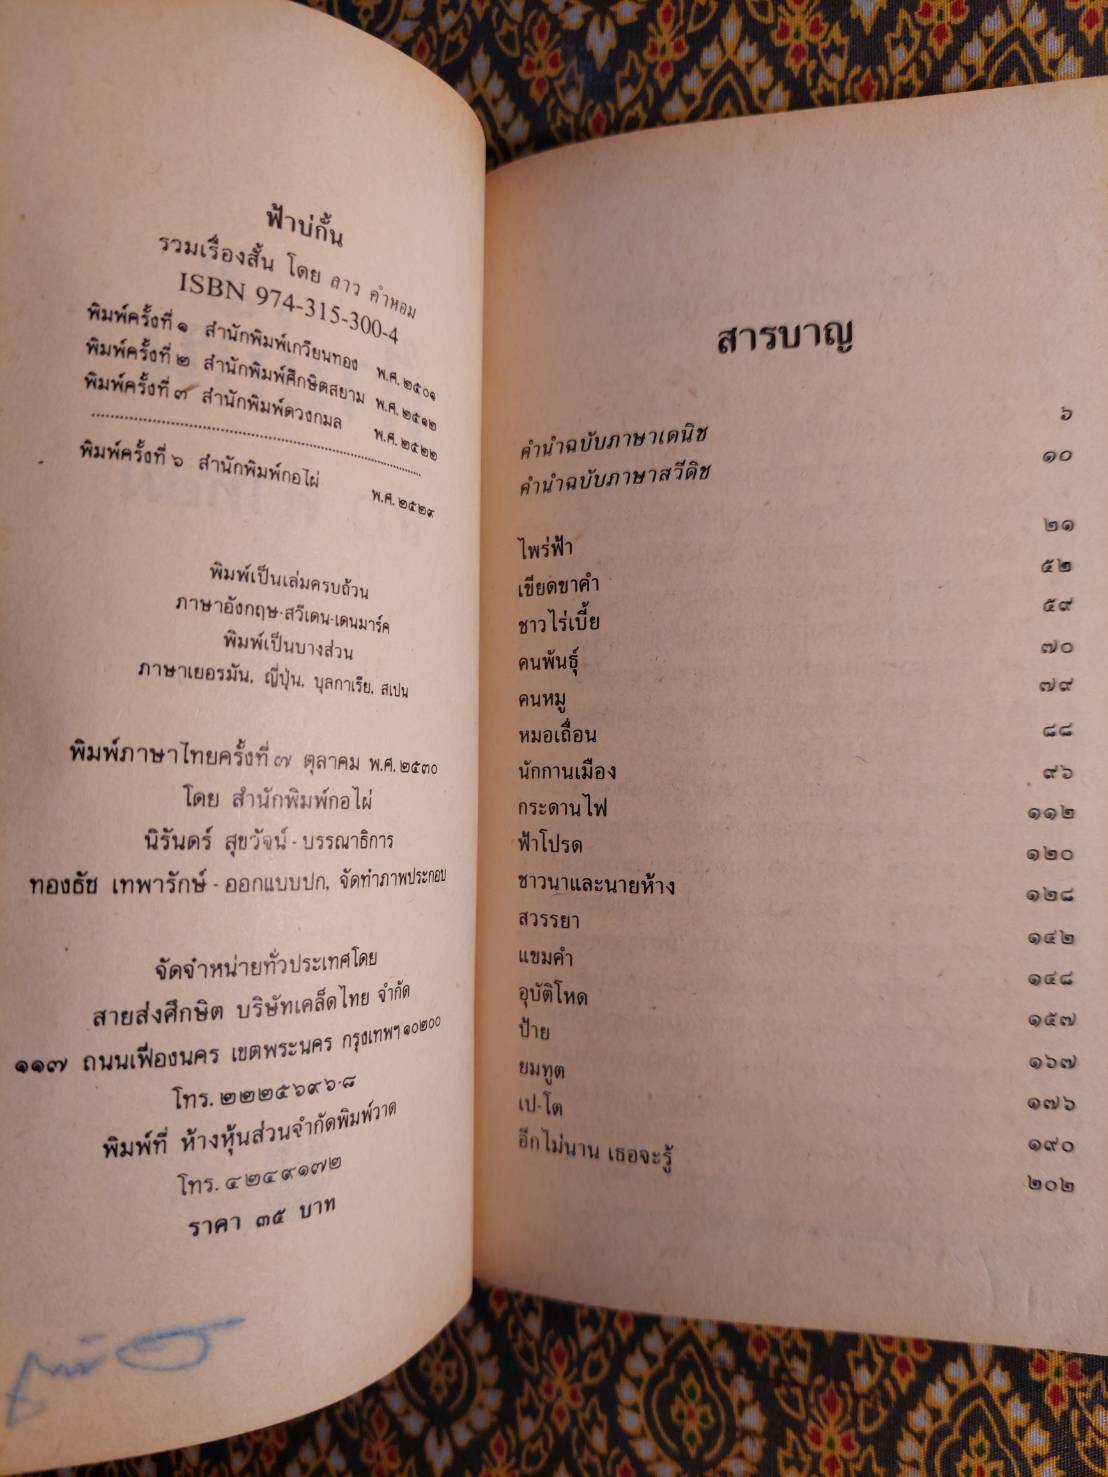 ฟ้าบ่กั้น
รวมเรื่องสั้น โดย ลาว คำหอม
ISBN 974-315-300-4
พิมพ์ครั้งที่ ๑ สำนักพิมพ์เกวียนทอง พ.ศ. ๒๕๐๑
พิมพ์ครั้งที่ ๒ สำนักพิมพ์ศึกษิตสยาม พ.ศ. ๒๕๑๒
พิมพ์ครั้งที่ ๓ สำนักพิมพ์ดวงกมล พ.ศ. ๒๕๒๒
พิมพ์ครั้งที่ ๖ สำนักพิมพ์กอไผ่ พ.ศ. ๒๕๒๙
พิมพ์เป็นเล่มครบถ้วน
ภาษาอังกฤษ-สวีเดน-เดนมาร์ค
พิมพ์เป็นบางส่วน
ภาษาเยอรมัน, ญี่ปุ่น, บุลกาเรีย, สเปน
พิมพ์ภาษาไทยครั้งที่ ๗ ตุลาคม พ.ศ. ๒๕๓๐
โดย สำนักพิมพ์กอไผ่
นิรันดร์ สุขวัจน์ - บรรณาธิการ
ทองธัช เทพารักษ์ - ออกแบบปก, จัดทำภาพประกอบ
จัดจำหน่ายทั่วประเทศโดย
สายส่งศึกษิต บริษัทเคล็ดไทย จำกัด
๑๑๗ ถนนเฟื่องนคร เขตพระนคร กรุงเทพฯ ๑๐๒๐๐
โทร. ๒๒๒๕๖๙๖-๘
พิมพ์ที่ ห้างหุ้นส่วนจำกัดพิมพ์วาด
โทร. ๔๒๔๙๑๗๒
ราคา ๓๕ บาท
สารบาญ
คำนำฉบับภาษาเดนิช ๖
คำนำฉบับภาษาสวีดิช ๑๐
ไพร่ฟ้า ๒๑
เขียดขาคำ ๕๒
ชาวไร่เบี้ย ๕๙
คนพันธุ์ ๗๐
คนหมู ๗๙
หมอเถื่อน ๘๘
นักกานเมือง ๙๖
กระดานไฟ ๑๑๒
ฟ้าโปรด ๑๒๐
ชาวนาและนายห้าง ๑๒๘
สวรรยา ๑๔๒
แขมคำ ๑๔๘
อุบัติโหด ๑๕๗
ป้าย ๑๖๗
ยมทูต ๑๗๖
เป-โต ๑๙๐
อีกไม่นาน เธอจะรู้ ๒๐๒